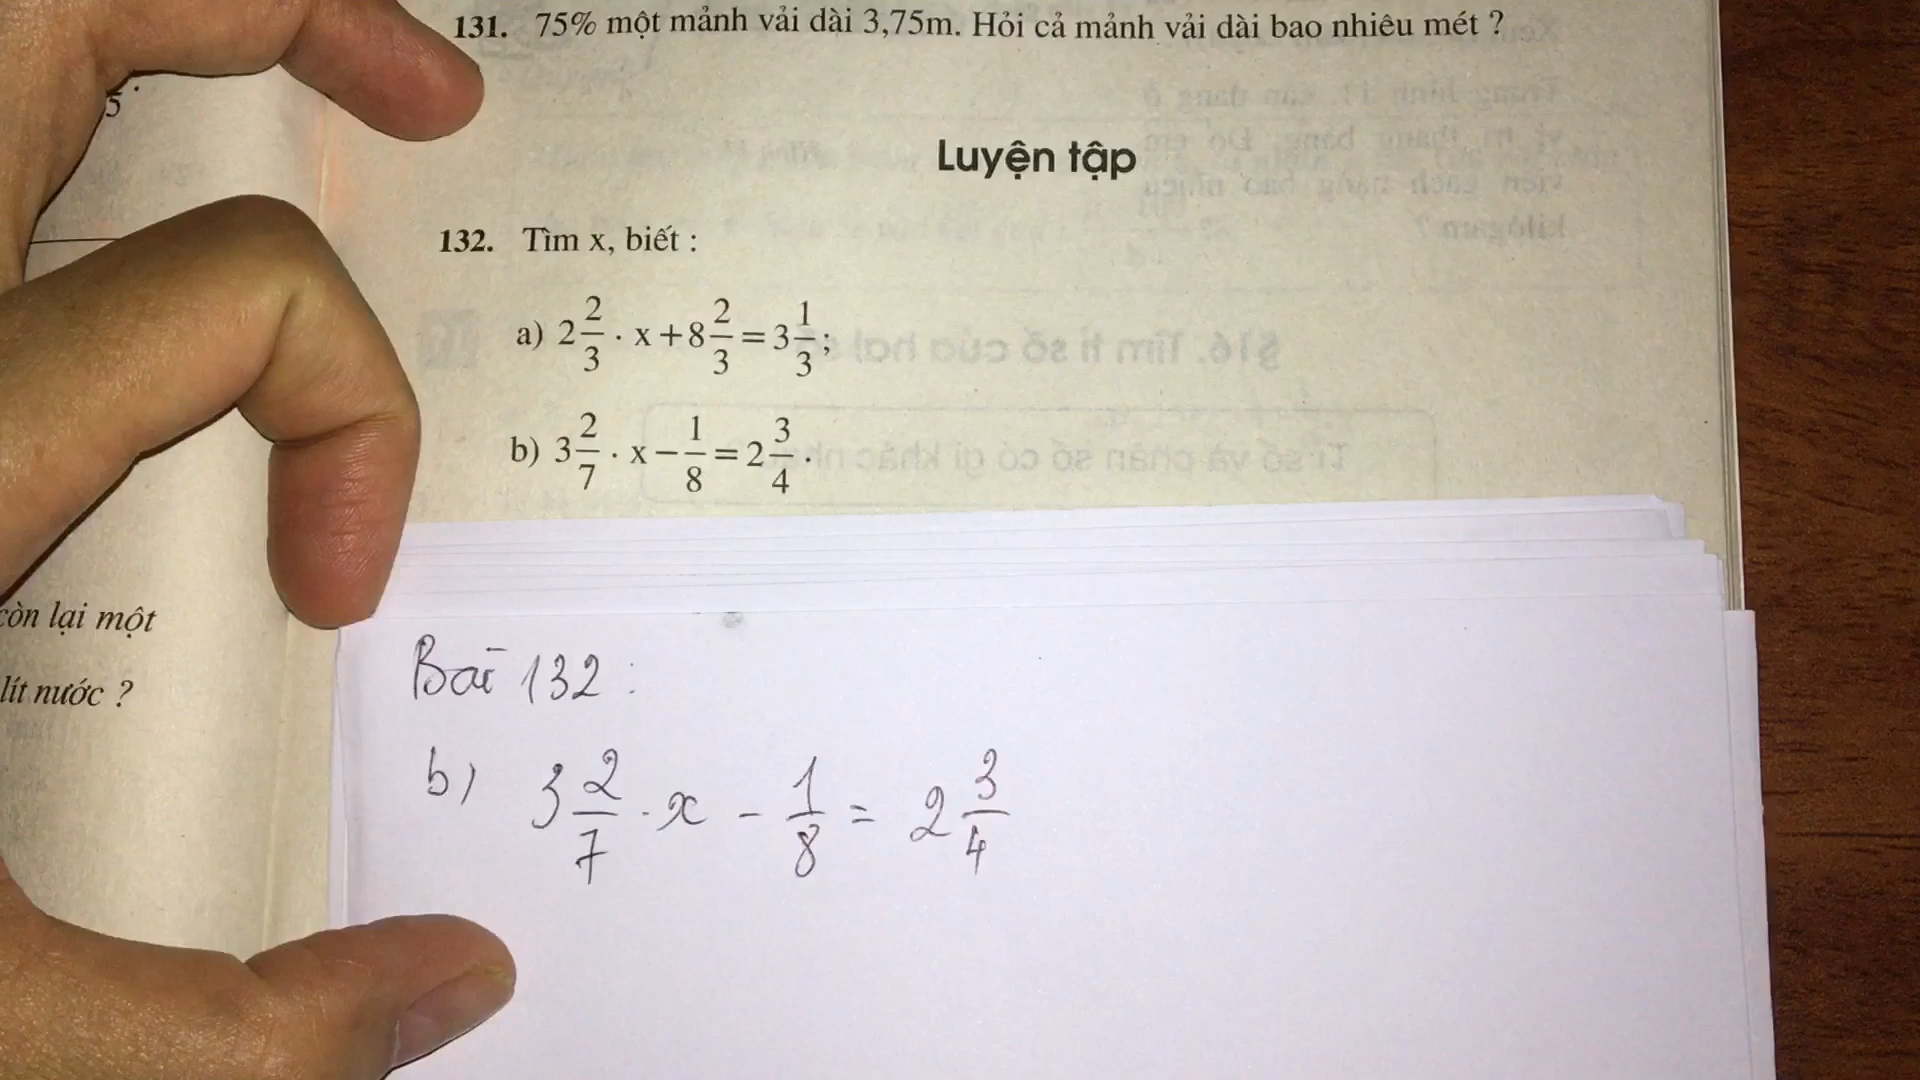 131. 75% một mảnh vải dài 3,75m. Hỏi cả mảnh vải dài bao nhiêu mét ?
5
Luyện tập
132. Tìm x, biết :
a) 2 2/3 · x + 8 2/3 = 3 1/3;
b) 3 2/7 · x − 1/8 = 2 3/4.
còn lại một
lít nước ?
Bài 132 :
b) 3 2/7 . x - 1/8 = 2 3/4